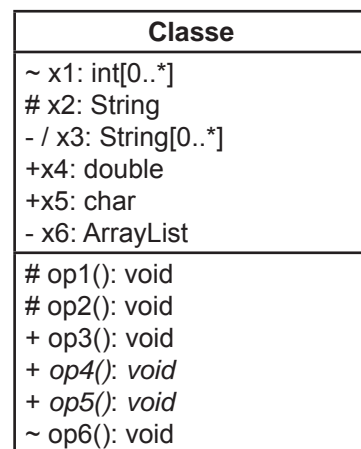 Classe
~ x1: int[0..*]
# x2: String
- / x3: String[0..*]
+x4: double
+x5: char
- x6: ArrayList
# op1(): void
# op2(): void
+ op3(): void
+ op4(): void
+ op5(): void
~ op6(): void